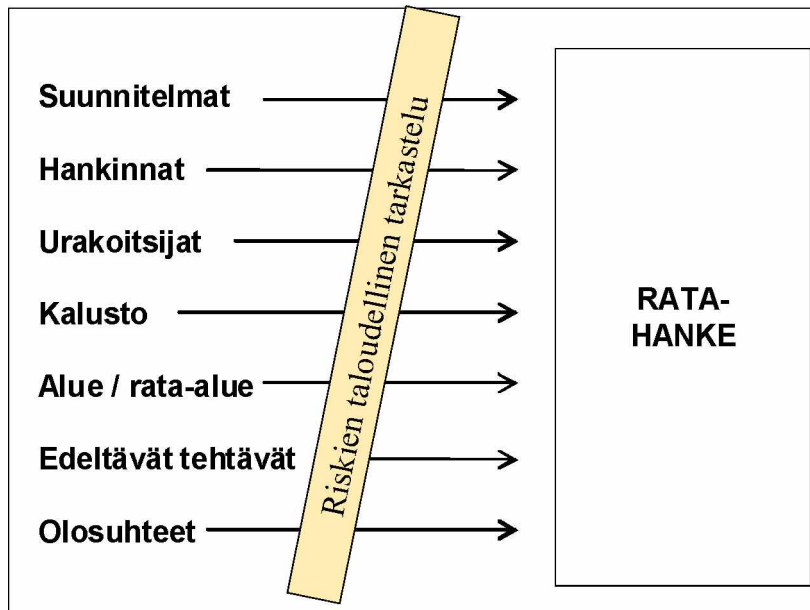 Suunnitelmat
Hankinnat
Urakoitsijat
Kalusto
Alue / rata-alue
Edeltävät tehtävät
Olosuhteet
Riskien taloudellinen tarkastelu
RATA-
HANKE